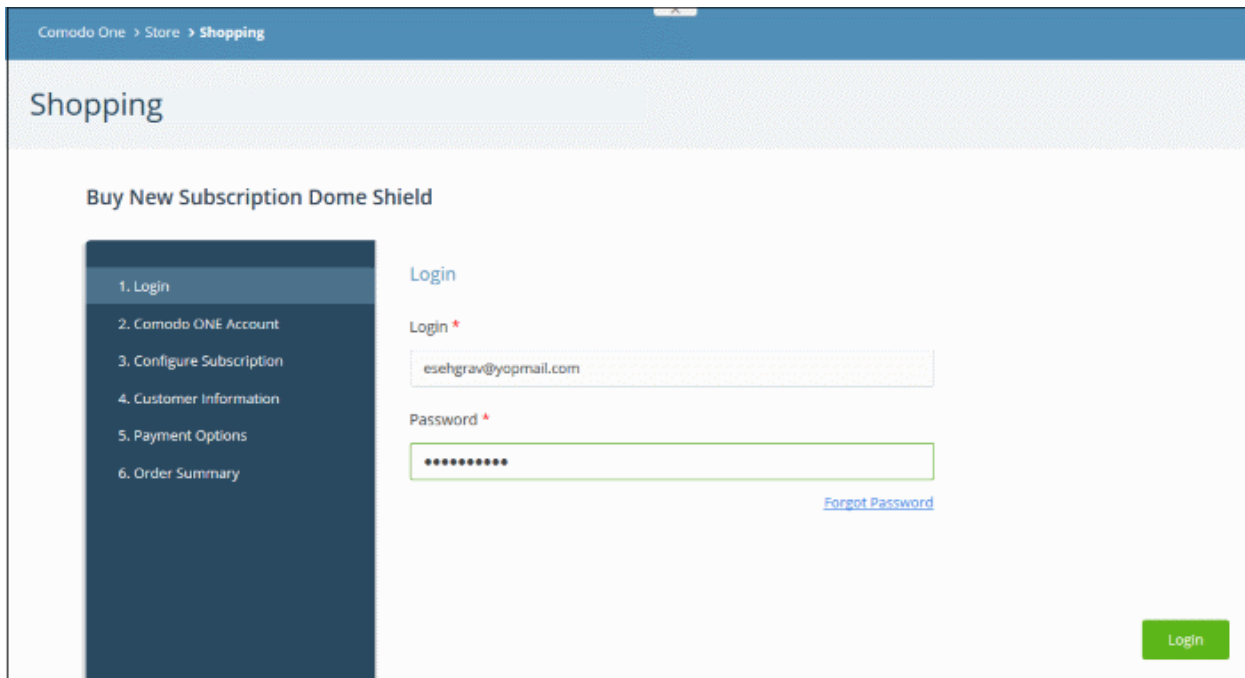 Comodo One > Store > Shopping
Shopping
Buy New Subscription Dome Shield
1. Login
2. Comodo ONE Account
3. Configure Subscription
4. Customer Information
5. Payment Options
6. Order Summary
Login
Login *
esehgrav@yopmail.com
Password *
••••••••••
Forgot Password
Login